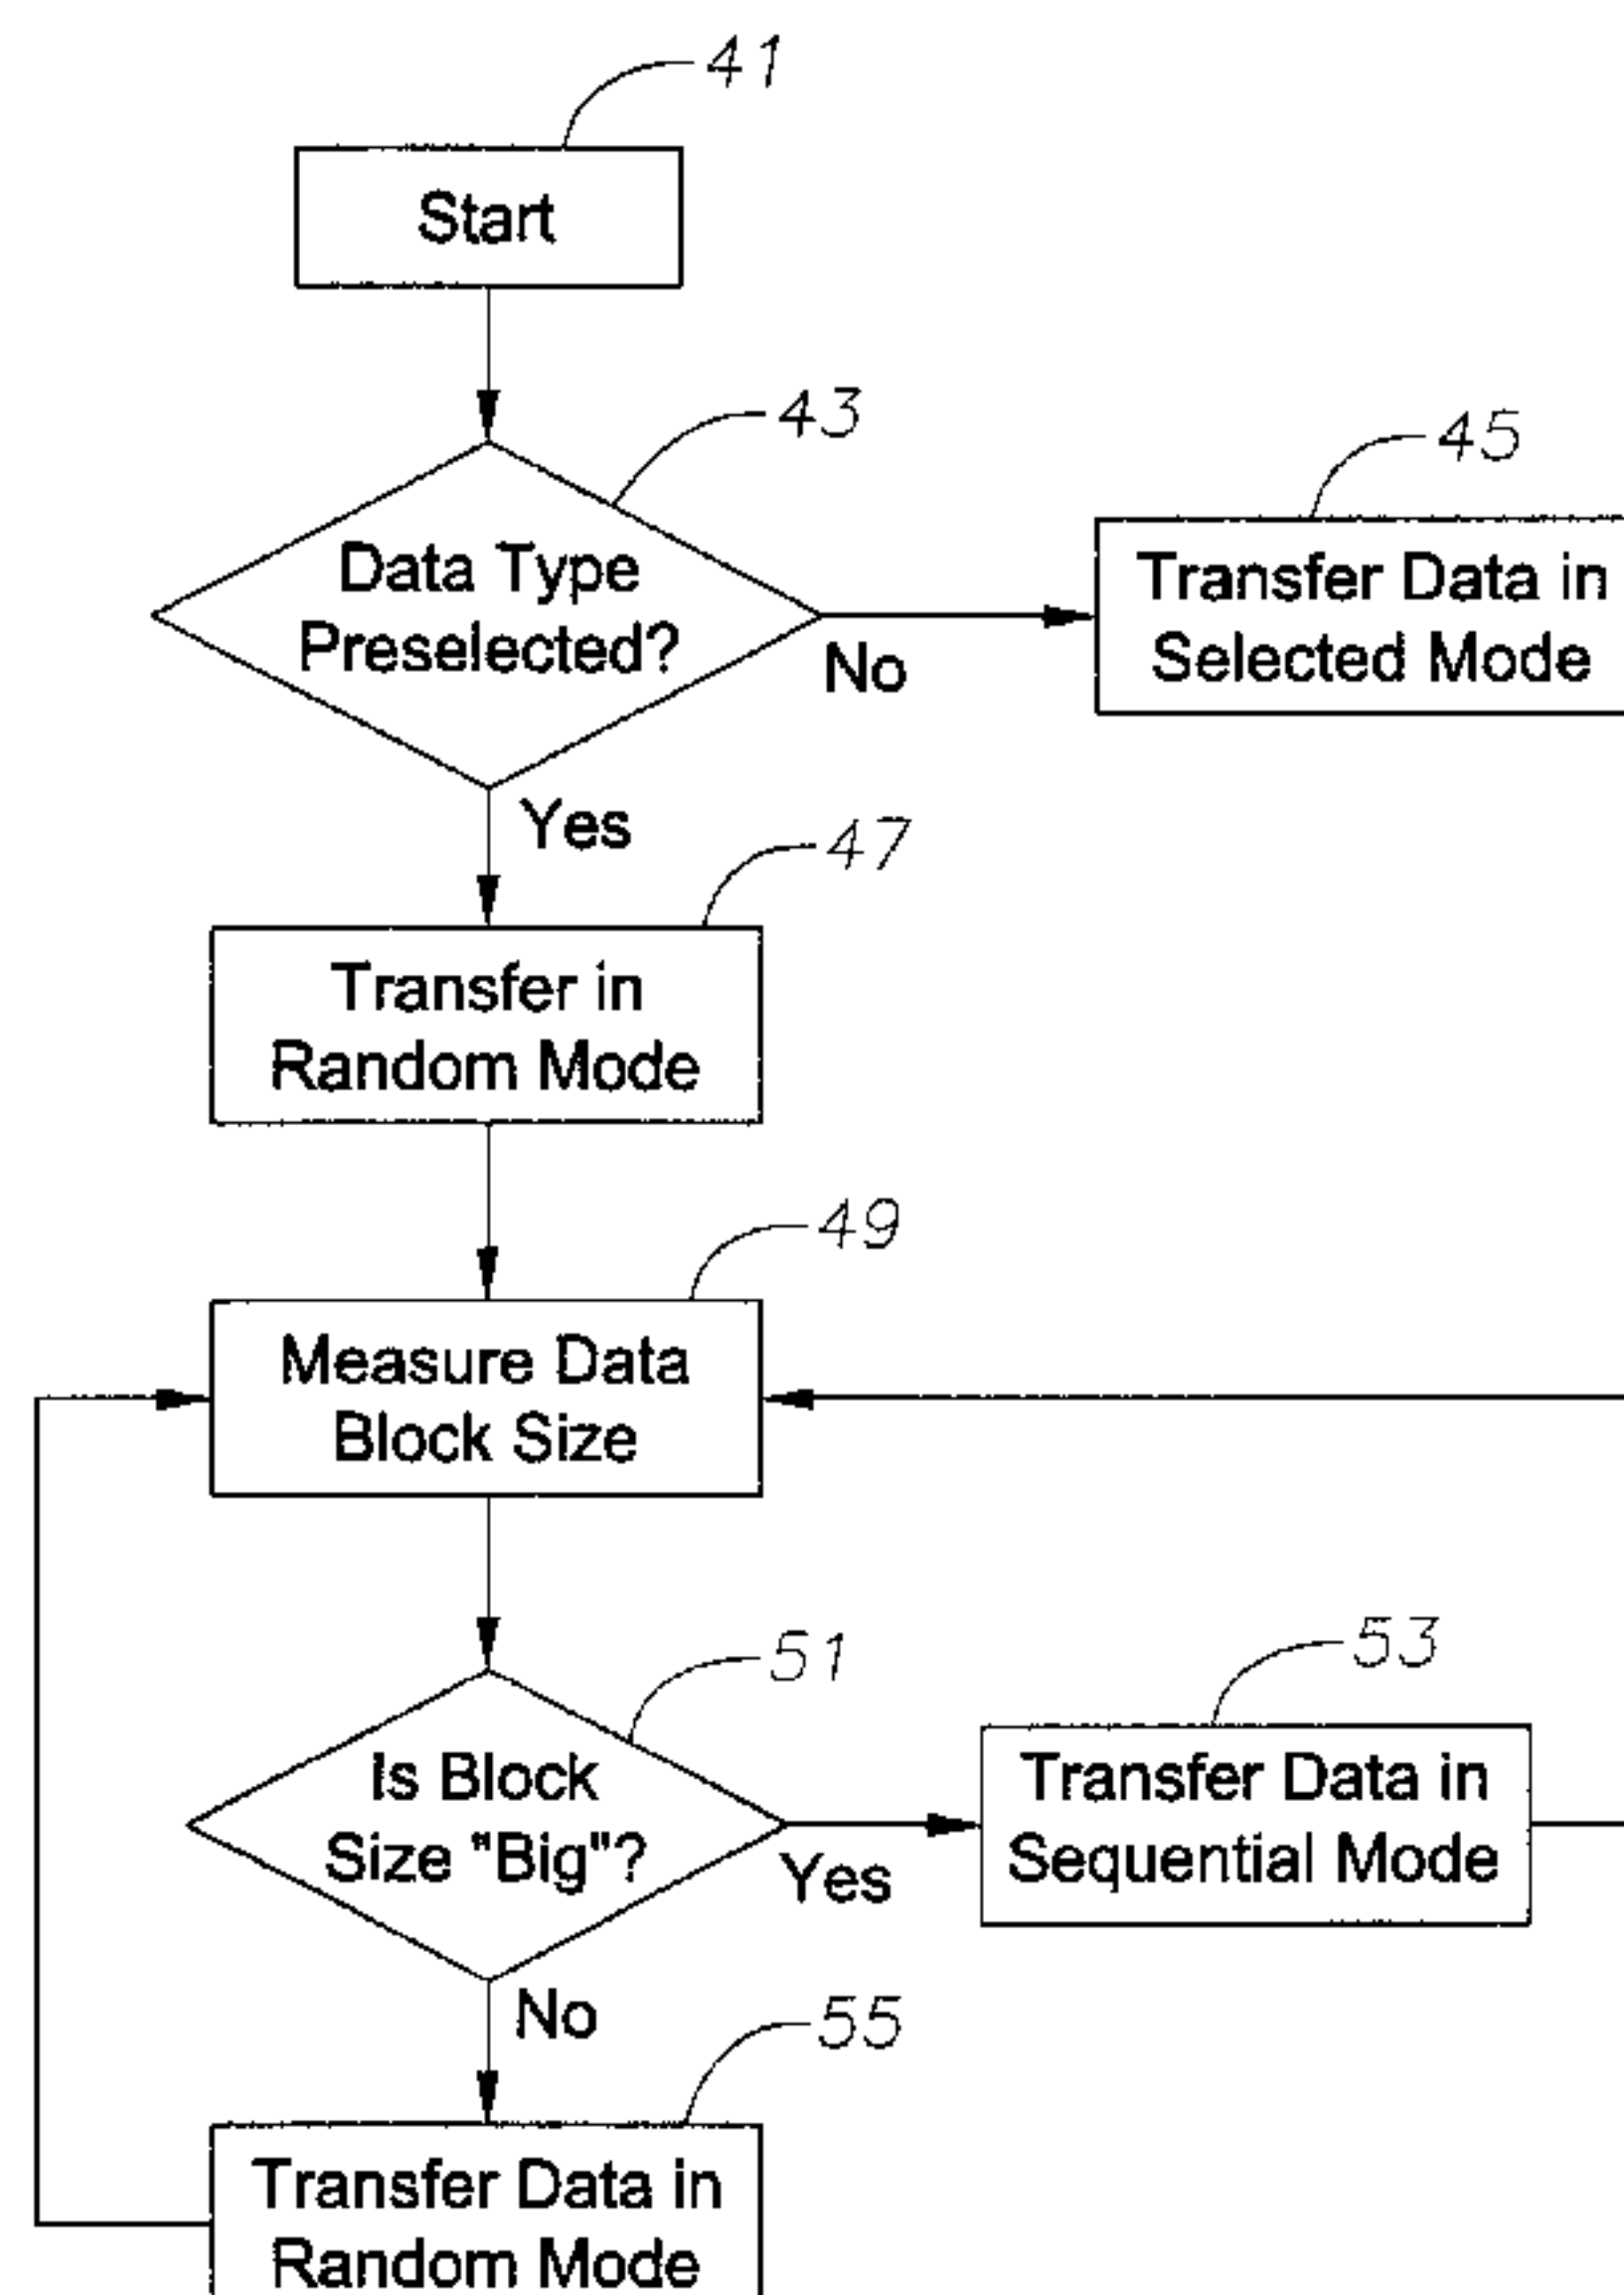 41
Start
43
Data Type
Preselected?
No
45
Transfer Data in
Selected Mode
Yes
47
Transfer in
Random Mode
49
Measure Data
Block Size
51
Is Block
Size "Big"?
Yes
53
Transfer Data in
Sequential Mode
No
55
Transfer Data in
Random Mode